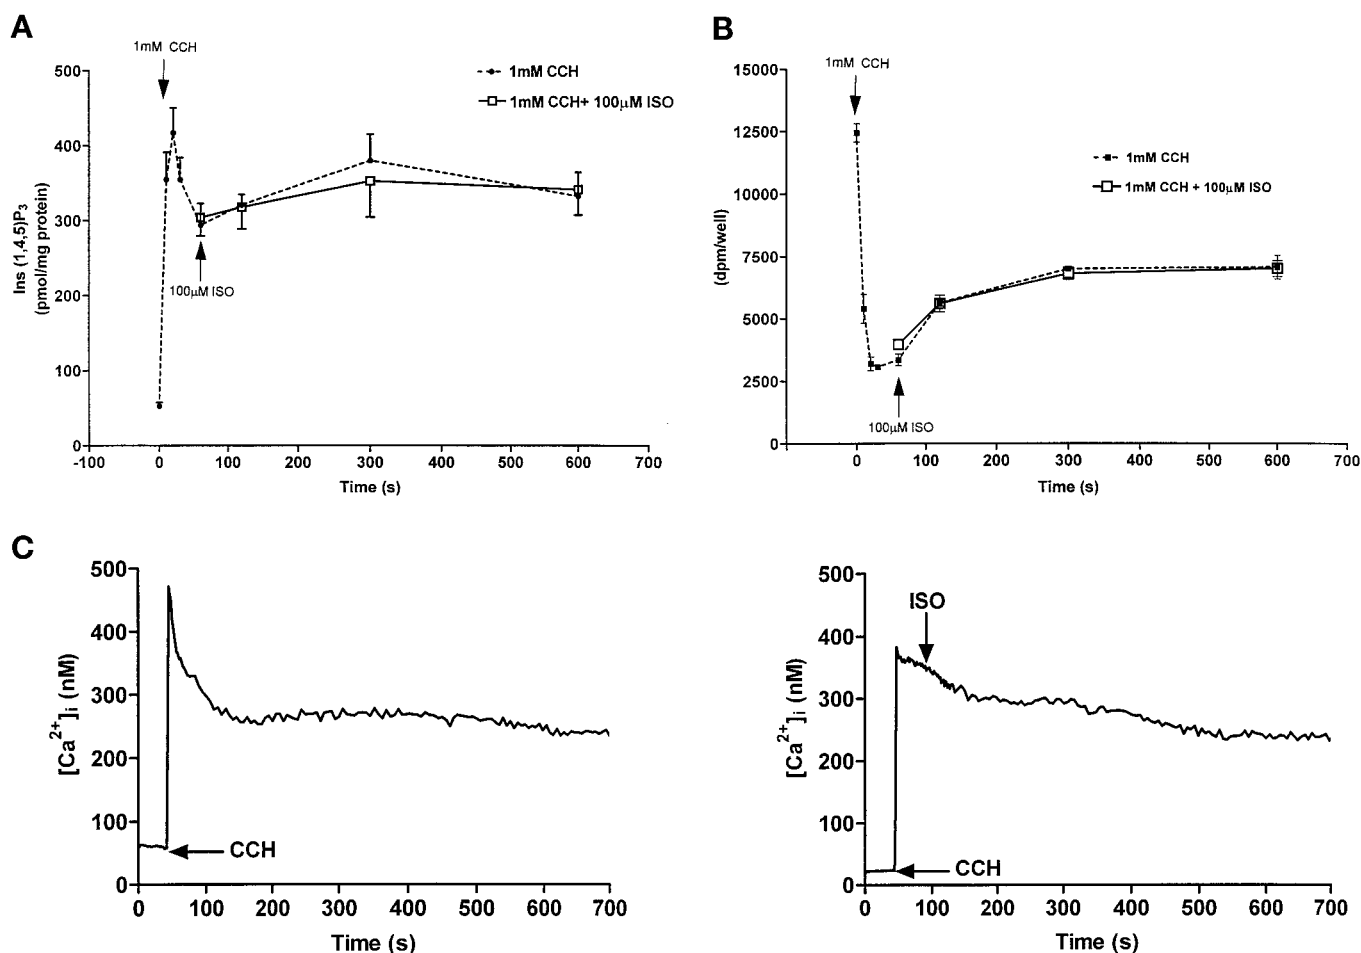 A
1mM CCH
500
400
300
200
100
0
-100 0 100 200 300 400 500 600 700
Time (s)
Ins (1,4,5)P3
(pmol/mg protein)
1mM CCH
1mM CCH+ 100µM ISO
100µM ISO
B
1mM CCH
15000
12500
10000
7500
5000
2500
0
0 100 200 300 400 500 600 700
Time (s)
(dpm/well)
1mM CCH
1mM CCH + 100µM ISO
100µM ISO
C
500
400
300
200
100
0
0 100 200 300 400 500 600 700
Time (s)
[Ca2+]i (nM)
CCH
500
400
300
200
100
0
0 100 200 300 400 500 600 700
Time (s)
[Ca2+]i (nM)
ISO
CCH